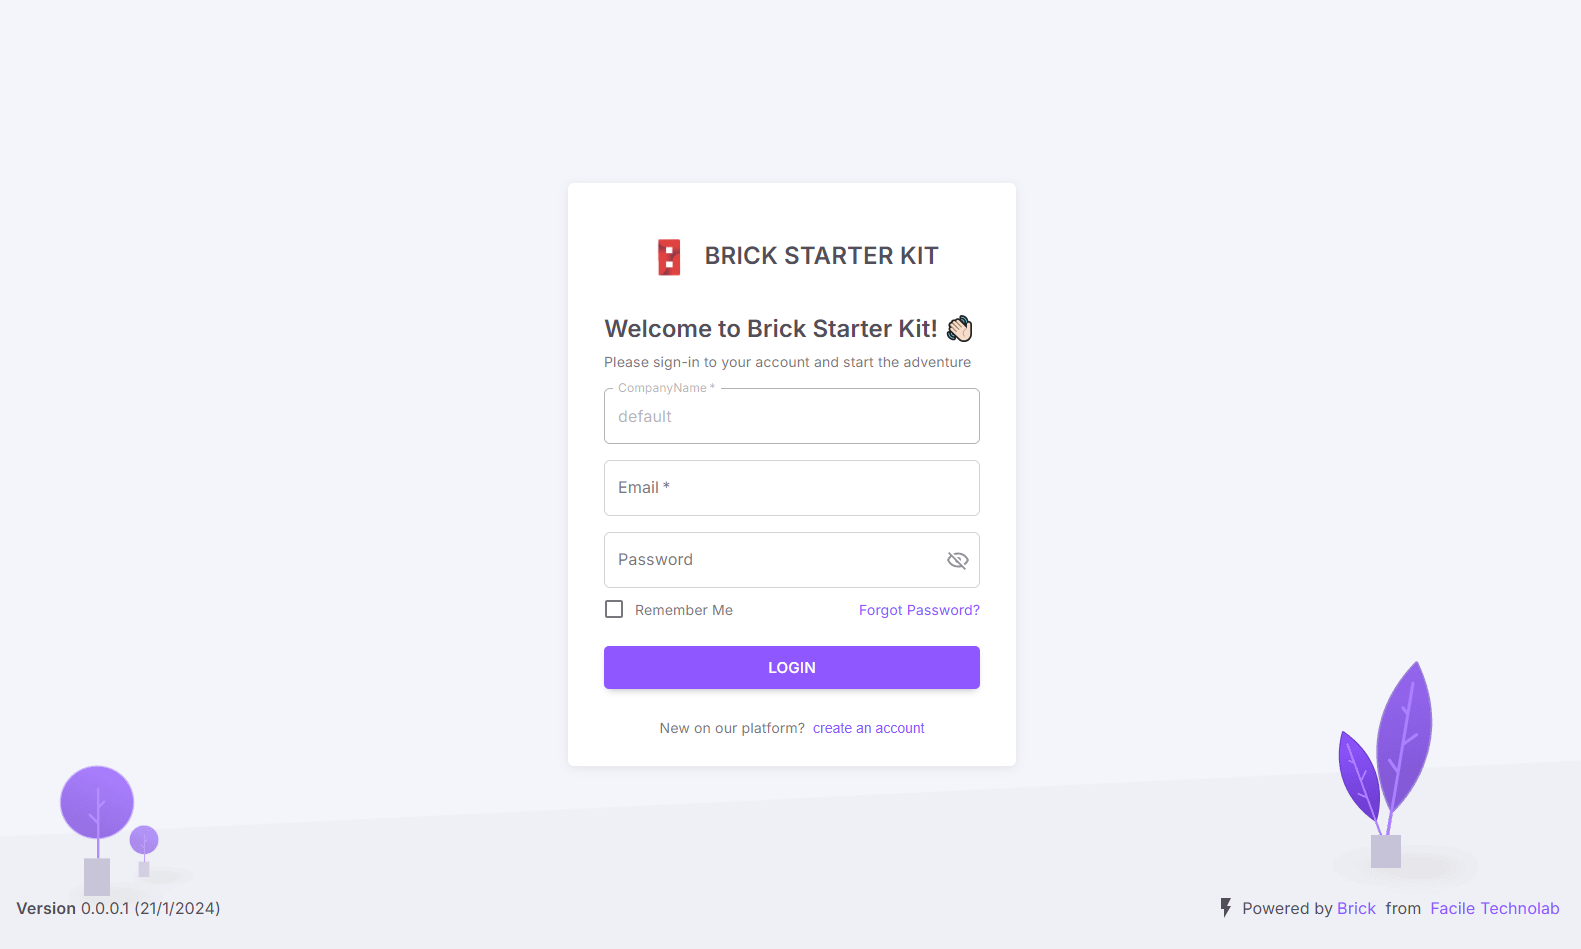 BRICK STARTER KIT
Welcome to Brick Starter Kit!
Please sign-in to your account and start the adventure
CompanyName *
default
Email *
Password
Remember Me Forgot Password?
LOGIN
New on our platform? create an account
Version 0.0.0.1 (21/1/2024)
Powered by Brick from Facile Technolab